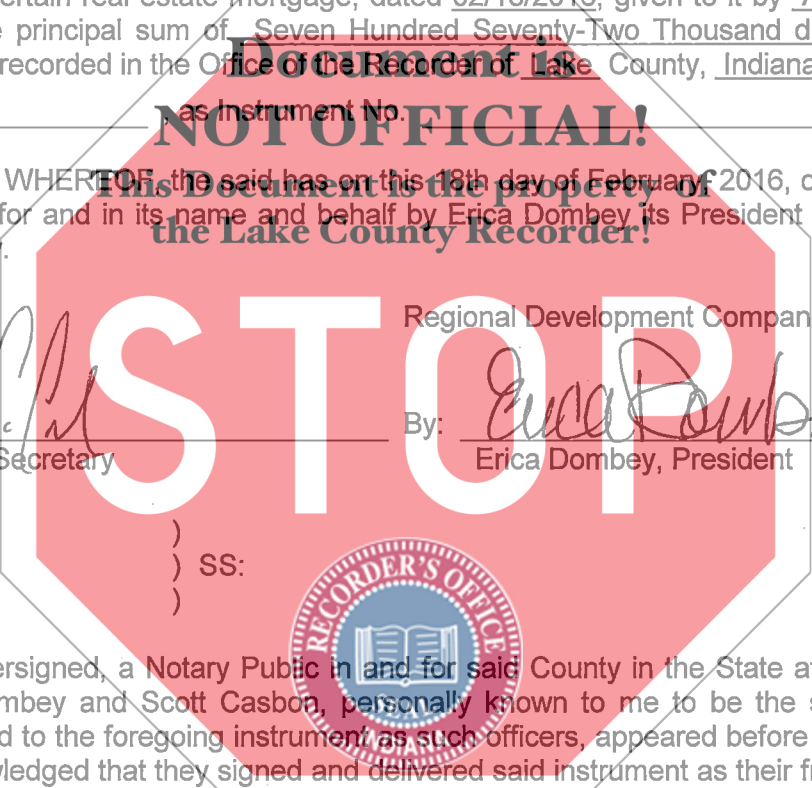 ertain real estate mortgage, dated 02/18/2016, given to it by
e principal sum of Seven Hundred Seventy-Two Thousand d
Document is
recorded in the Office of the Recorder of Lake County, Indiana
, as Instrument No.
NOT OFFICIAL!
WHEREOF, the said has on this 18th day of February, 2016, c
This Document is the property of
for and in its name and behalf by Erica Dombey its President
the Lake County Recorder!
STOP
Regional Development Compan
By: Erica Domb
Secretary
Erica Dombey, President
)
) SS:
)
RECORDER'S OFFICE
ersigned, a Notary Public in and for said County in the State a
mbey and Scott Casbon, personally known to me to be the s
SEAL
d to the foregoing instrument as such officers, appeared before
INDIANA
wledged that they signed and delivered said instrument as their f